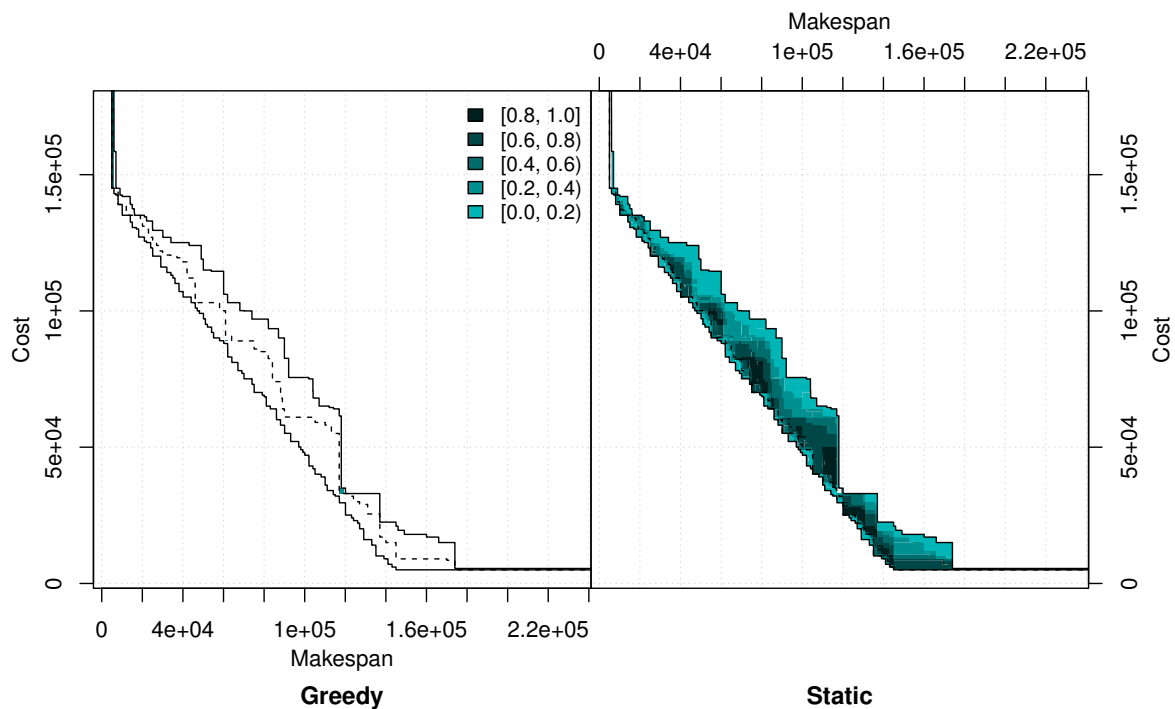 Makespan
0 4e+04 1e+05 1.6e+05 2.2e+05
[0.8, 1.0]
[0.6, 0.8)
[0.4, 0.6)
[0.2, 0.4)
[0.0, 0.2)
Cost
0 5e+04 1e+05 1.5e+05
0 5e+04 1e+05 1.5e+05
Cost
0 4e+04 1e+05 1.6e+05 2.2e+05
Makespan
Greedy Static